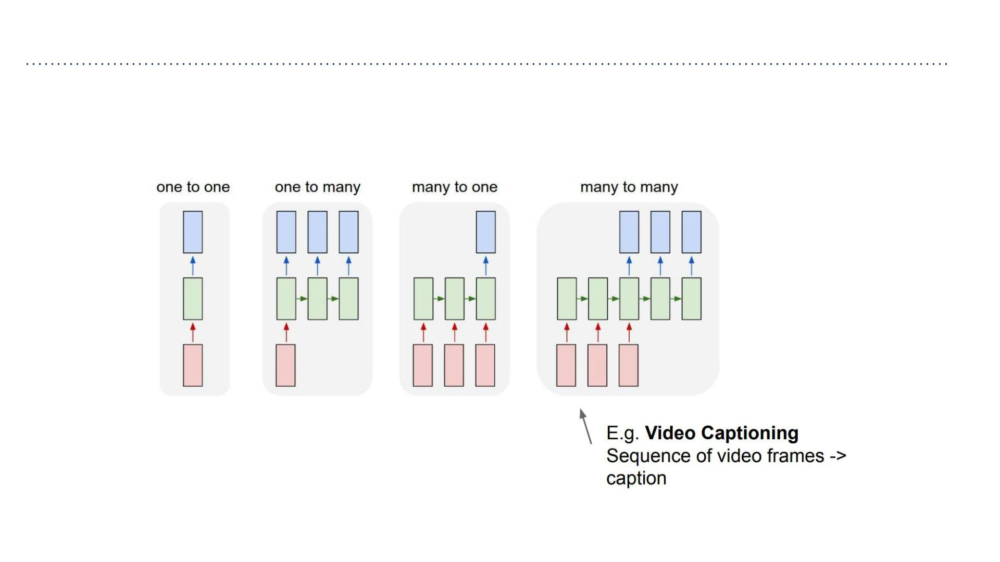 one to one
one to many
many to one
many to many
E.g. Video Captioning
Sequence of video frames ->
caption